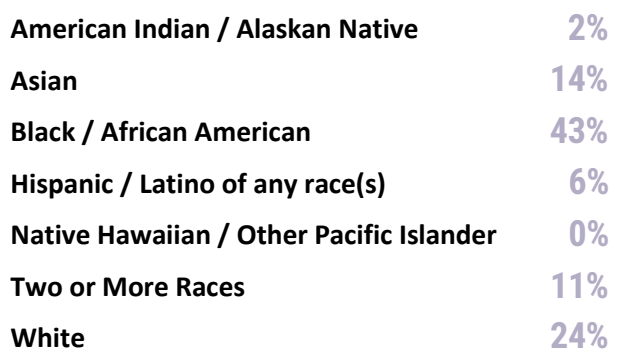 American Indian / Alaskan Native 2%
Asian 14%
Black / African American 43%
Hispanic / Latino of any race(s) 6%
Native Hawaiian / Other Pacific Islander 0%
Two or More Races 11%
White 24%